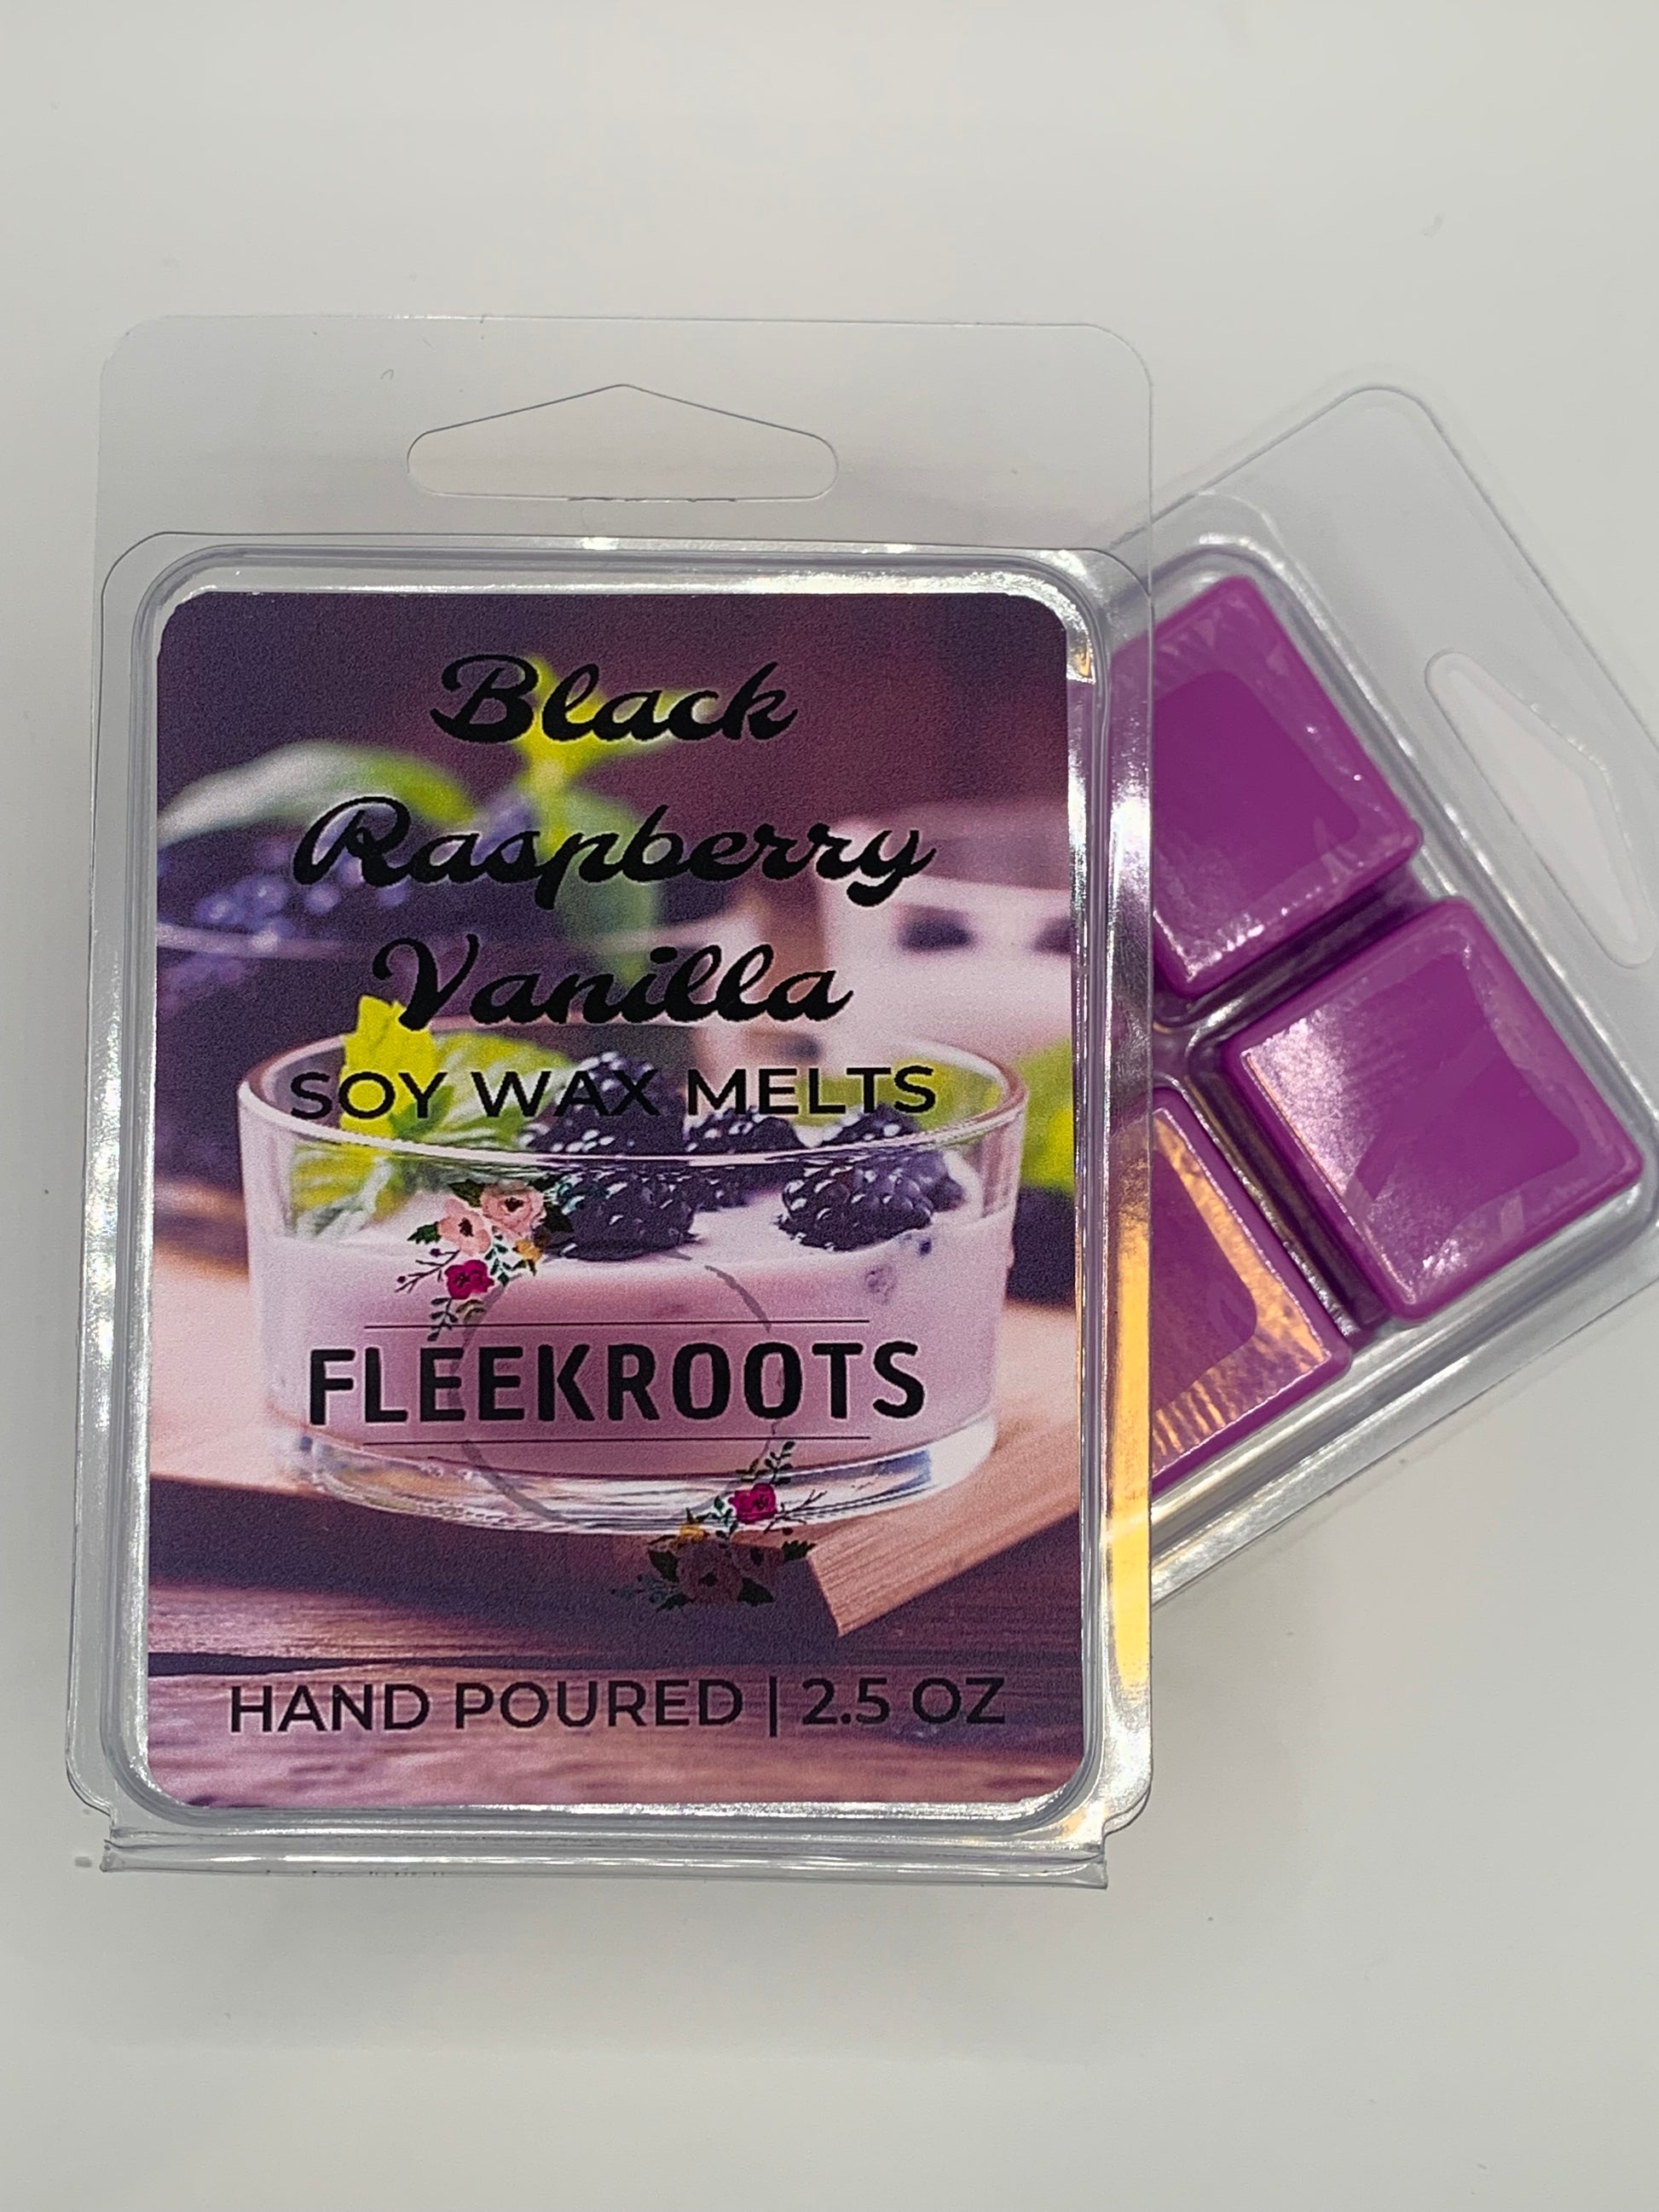 Black
Raspberry
Vanilla
SOY WAX MELTS
FLEEKROOTS
HAND POURED | 2.5 OZ